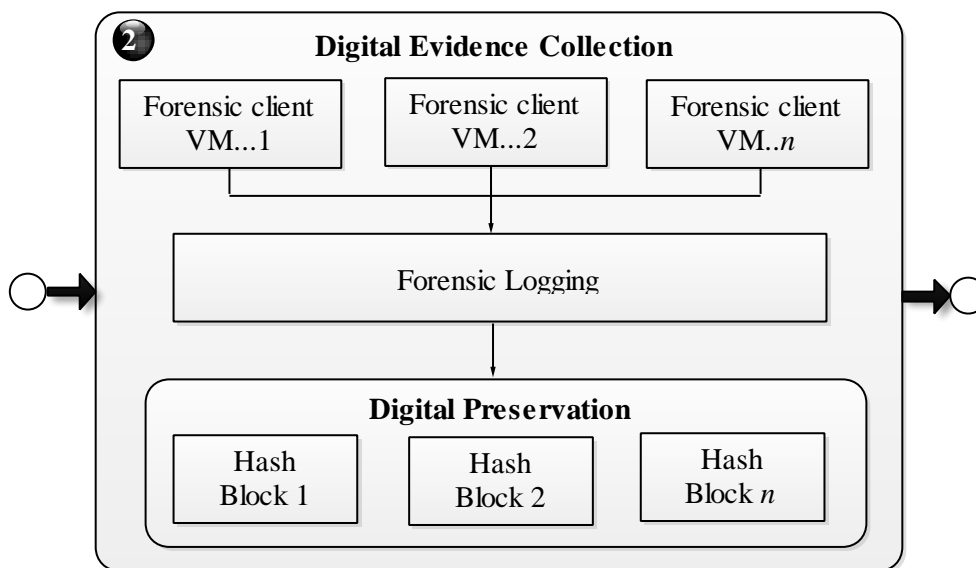 2
Digital Evidence Collection
Forensic client
VM...1
Forensic client
VM...2
Forensic client
VM..n
Forensic Logging
Digital Preservation
Hash
Block 1
Hash
Block 2
Hash
Block n